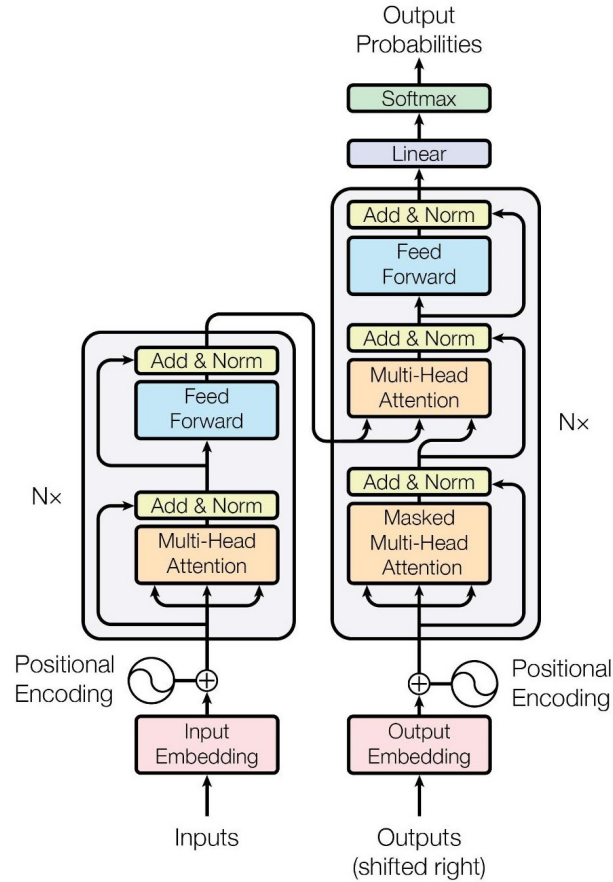 Output
Probabilities
Softmax
Linear
Add & Norm
Feed
Forward
Add & Norm
Multi-Head
Attention
Add & Norm
Masked
Multi-Head
Attention
Nx
Add & Norm
Feed
Forward
Nx
Add & Norm
Multi-Head
Attention
Positional
Encoding
Positional
Encoding
Input
Embedding
Output
Embedding
Inputs
Outputs
(shifted right)